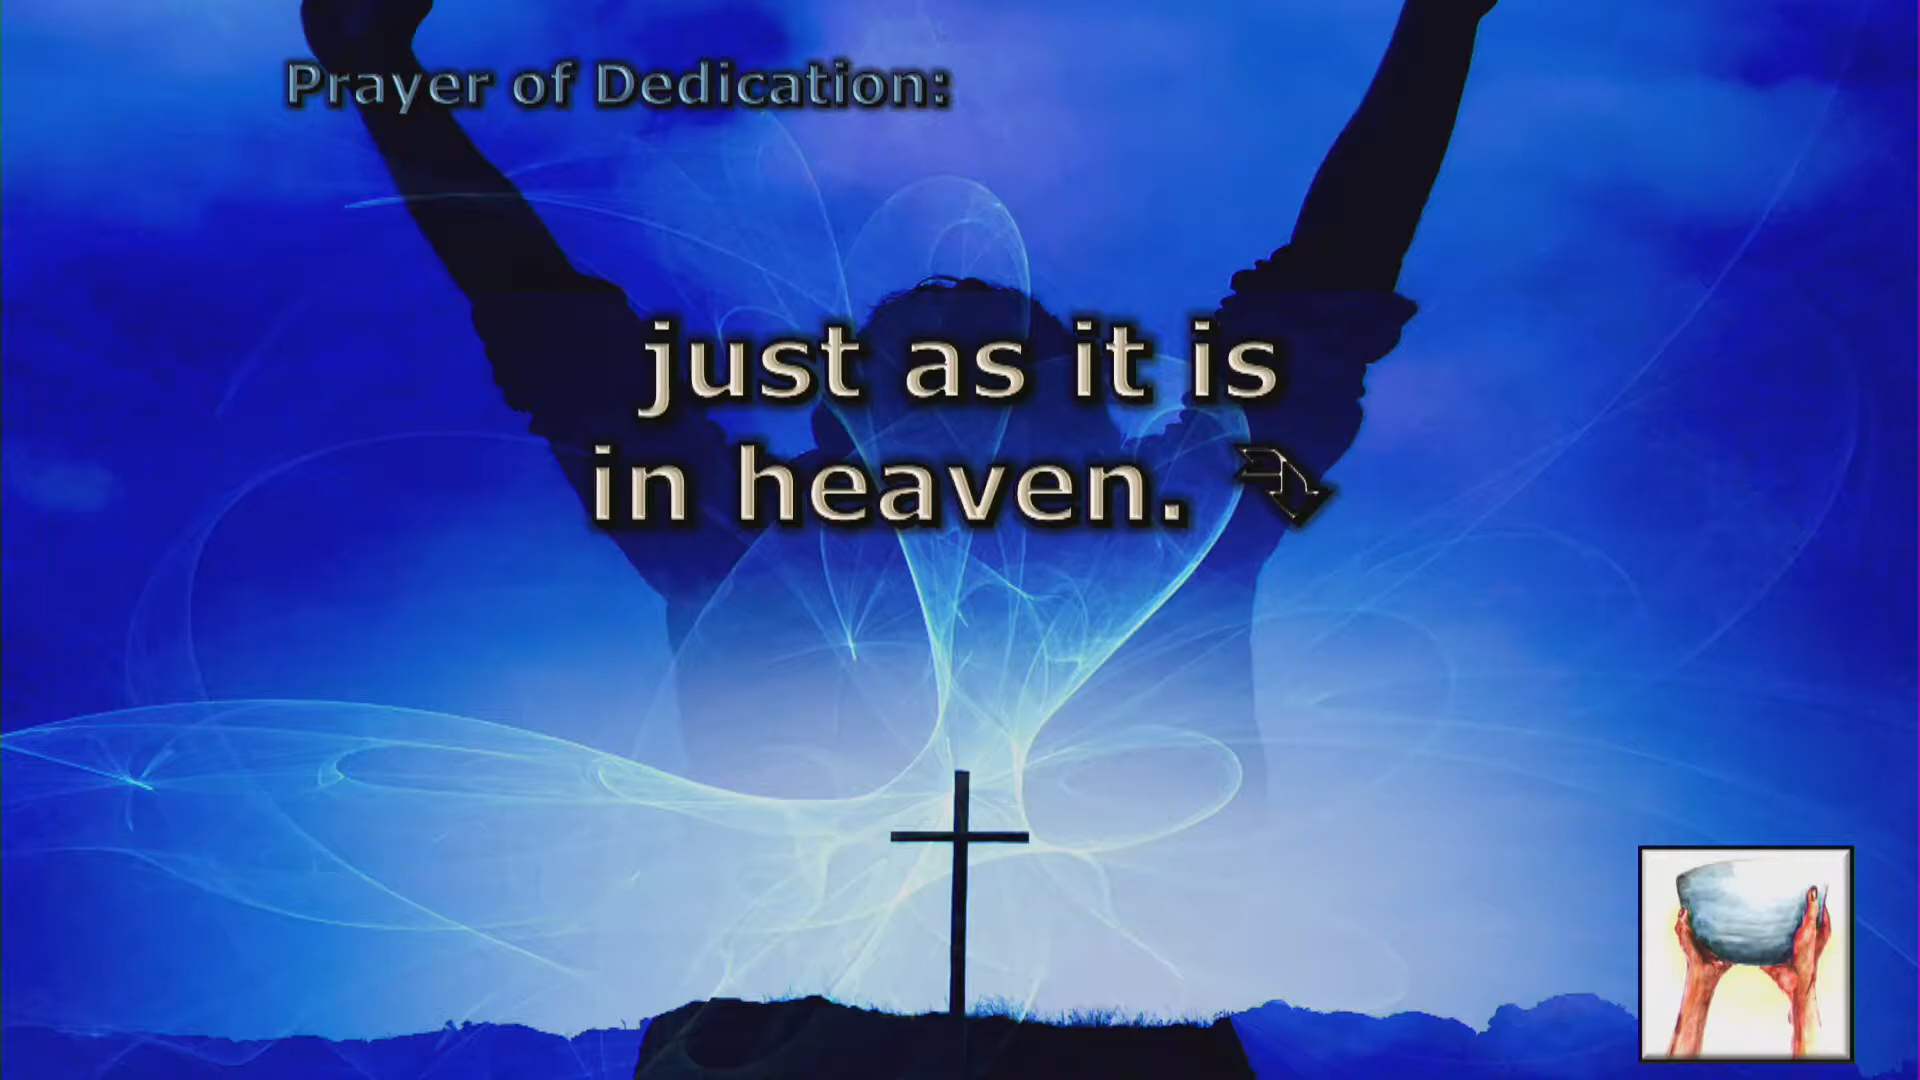 Prayer of Dedication:
just as it is
in heaven.